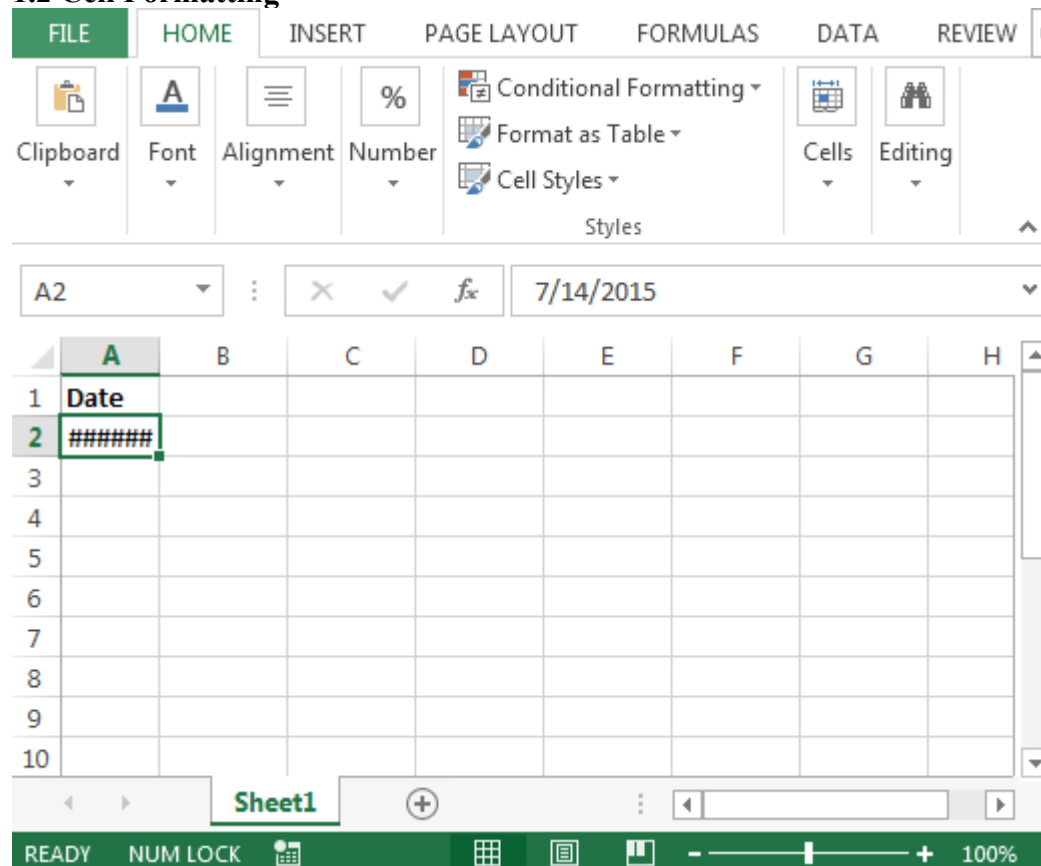 1.2 Cell Formatting
FILE HOME INSERT PAGE LAYOUT FORMULAS DATA REVIEW
Conditional Formatting
Format as Table
Cell Styles
Clipboard Font Alignment Number Cells Editing
Styles
A2 fx 7/14/2015
A B C D E F G H
1 Date
2 ######
3
4
5
6
7
8
9
10
Sheet1
READY NUM LOCK 100%